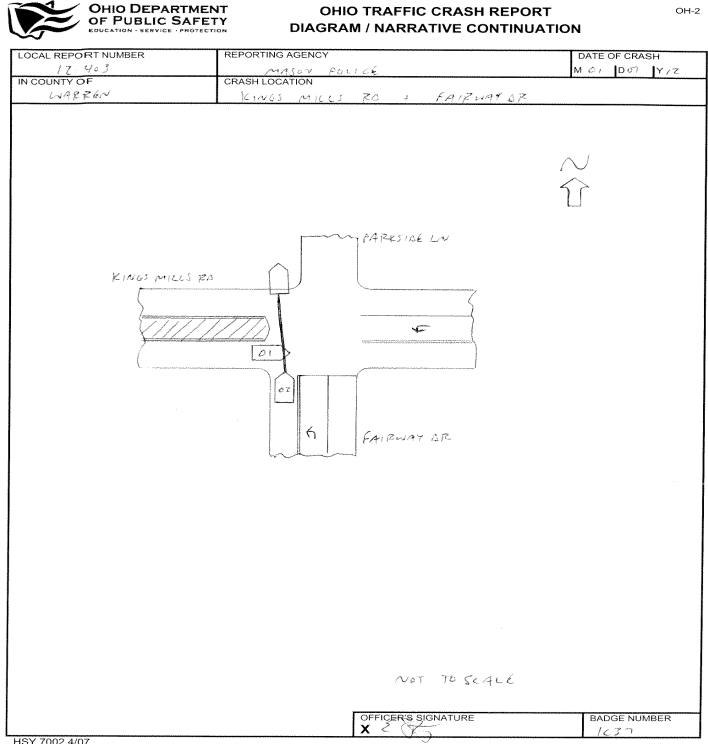 OHIO DEPARTMENT
OF PUBLIC SAFETY
EDUCATION - SERVICE - PROTECTION
OHIO TRAFFIC CRASH REPORT
DIAGRAM / NARRATIVE CONTINUATION
OH-2
LOCAL REPORT NUMBER
12 403
REPORTING AGENCY
MASON POLICE
DATE OF CRASH
M 01 D 07 Y 12
IN COUNTY OF
WARREN
CRASH LOCATION
KINGS MILLS RD FAIRWAY DR
N
PARKSIDE LN
KINGS MILLS RD
01
02
FAIRWAY DR
NOT TO SCALE
OFFICER'S SIGNATURE
X
BADGE NUMBER
1637
HSY 7002 4/07